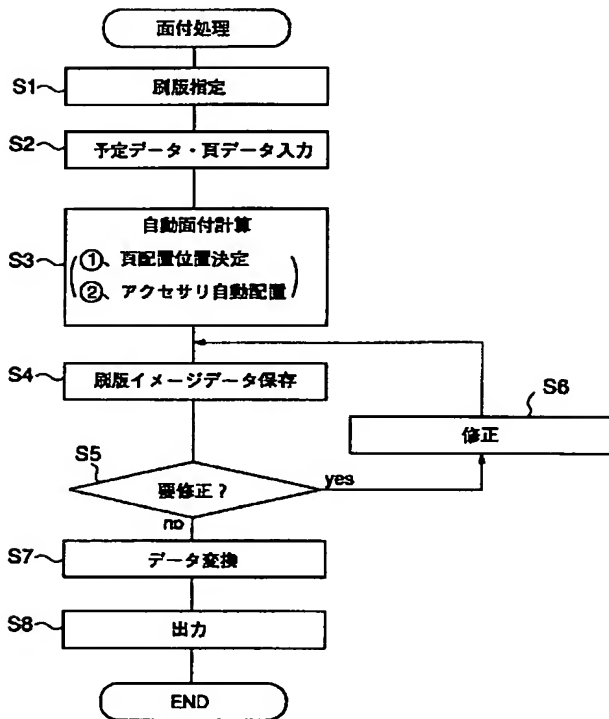 面付処理
S1 刷版指定
S2 予定データ・頁データ入力
自動面付計算
S3 ①、頁配置位置決定
②、アクセサリ自動配置
S4 刷版イメージデータ保存
S6
修正
S5
要修正？
yes
no
S7 データ変換
S8 出力
END